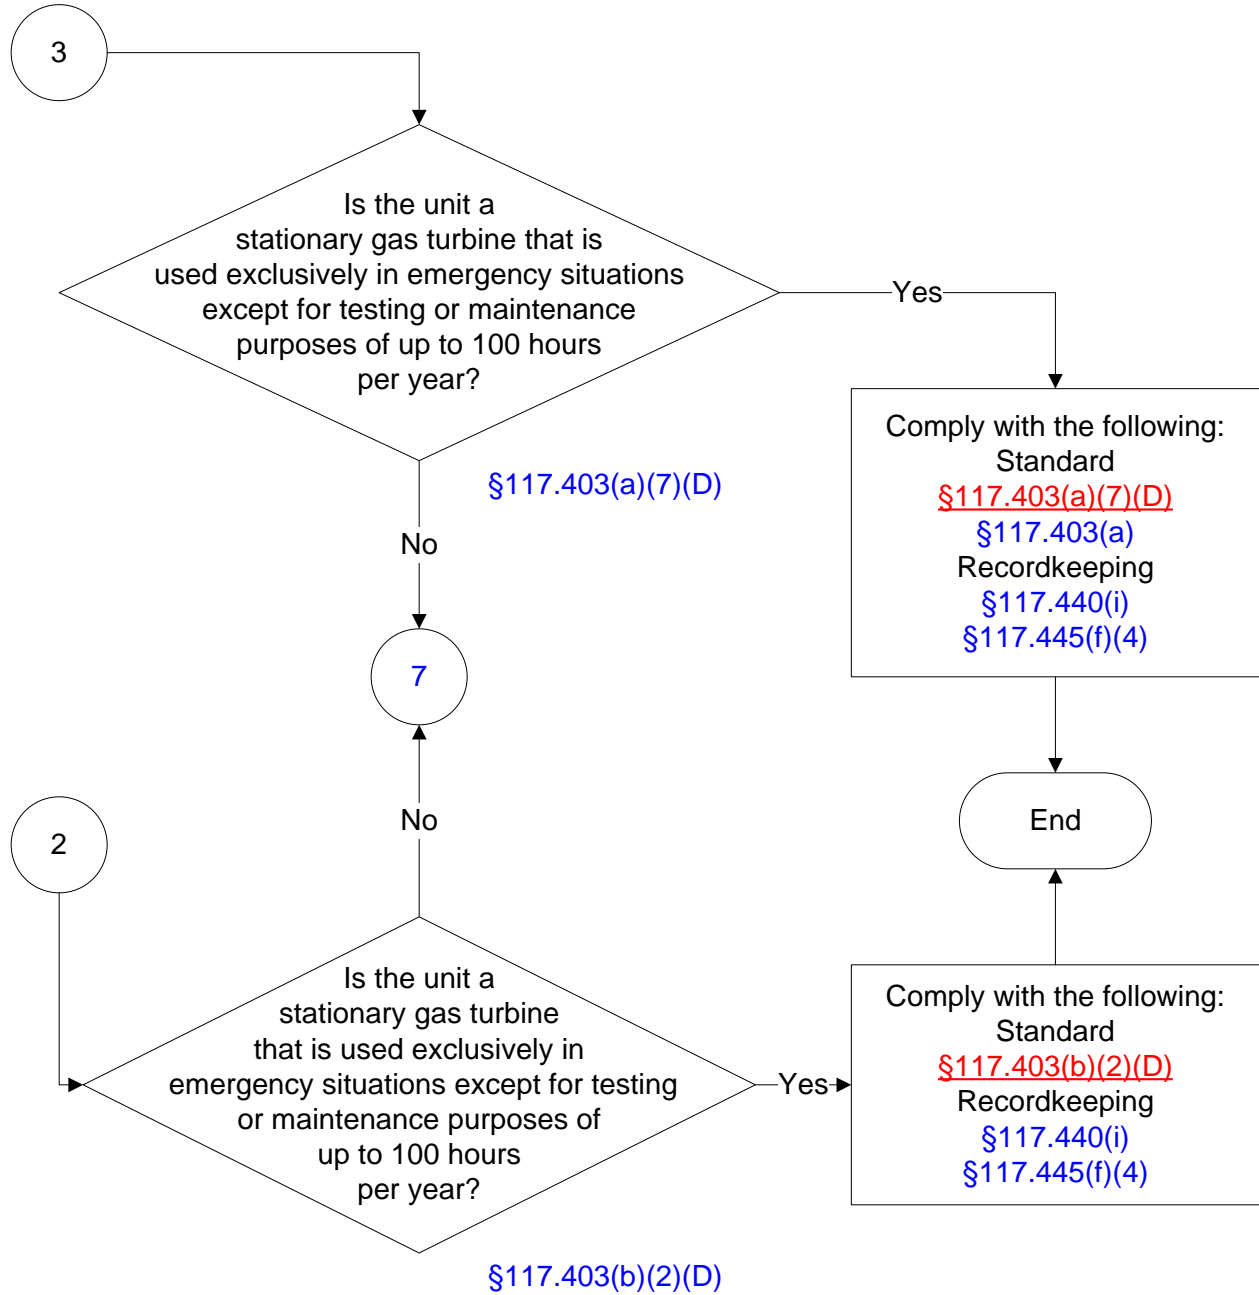 3
Is the unit a
stationary gas turbine that is
used exclusively in emergency situations
except for testing or maintenance
purposes of up to 100 hours
per year?
Yes
§117.403(a)(7)(D)
Comply with the following:
Standard
§117.403(a)(7)(D)
§117.403(a)
Recordkeeping
§117.440(i)
§117.445(f)(4)
No
7
End
No
2
Is the unit a
stationary gas turbine
that is used exclusively in
emergency situations except for testing
or maintenance purposes of
up to 100 hours
per year?
Yes
Comply with the following:
Standard
§117.403(b)(2)(D)
Recordkeeping
§117.440(i)
§117.445(f)(4)
§117.403(b)(2)(D)